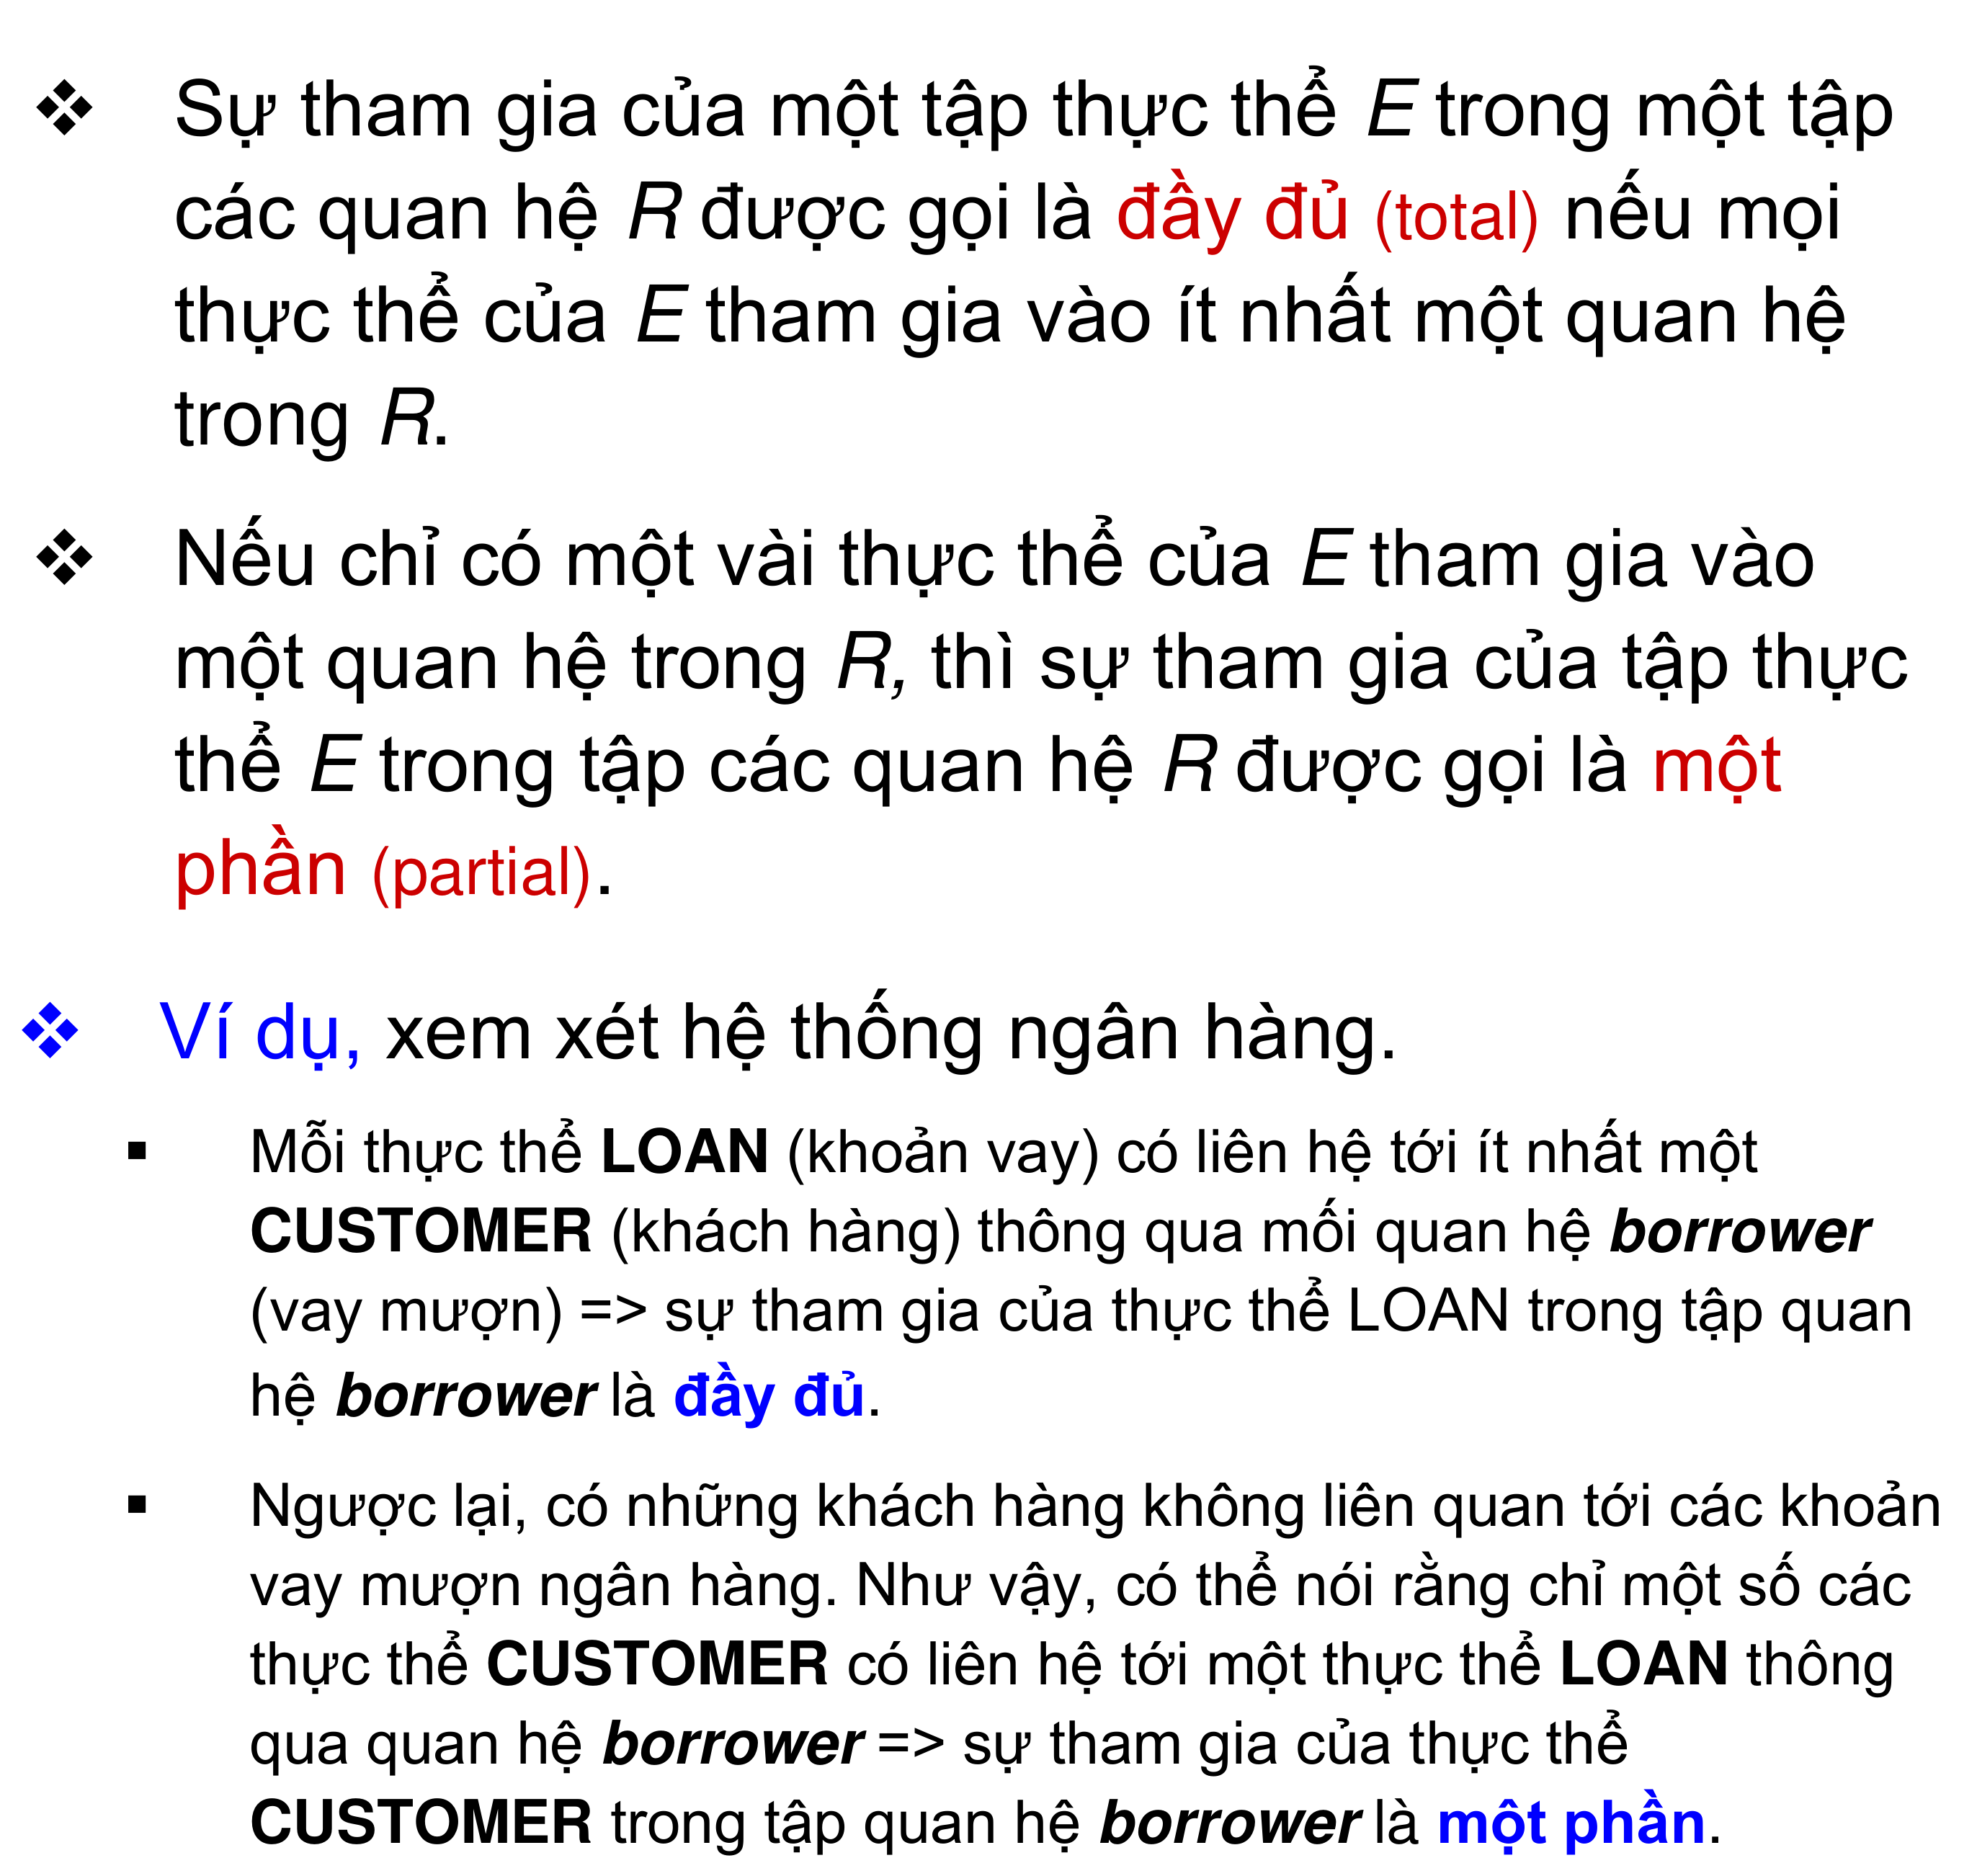 ❖ Sự tham gia của một tập thực thể E trong một tập
các quan hệ R được gọi là đầy đủ (total) nếu mọi
thực thể của E tham gia vào ít nhất một quan hệ
trong R.
❖ Nếu chỉ có một vài thực thể của E tham gia vào
một quan hệ trong R, thì sự tham gia của tập thực
thể E trong tập các quan hệ R được gọi là một
phần (partial).
❖ Ví dụ, xem xét hệ thống ngân hàng.
▪ Mỗi thực thể LOAN (khoản vay) có liên hệ tới ít nhất một
CUSTOMER (khách hàng) thông qua mối quan hệ borrower
(vay mượn) => sự tham gia của thực thể LOAN trong tập quan
hệ borrower là đầy đủ.
▪ Ngược lại, có những khách hàng không liên quan tới các khoản
vay mượn ngân hàng. Như vậy, có thể nói rằng chỉ một số các
thực thể CUSTOMER có liên hệ tới một thực thể LOAN thông
qua quan hệ borrower => sự tham gia của thực thể
CUSTOMER trong tập quan hệ borrower là một phần.